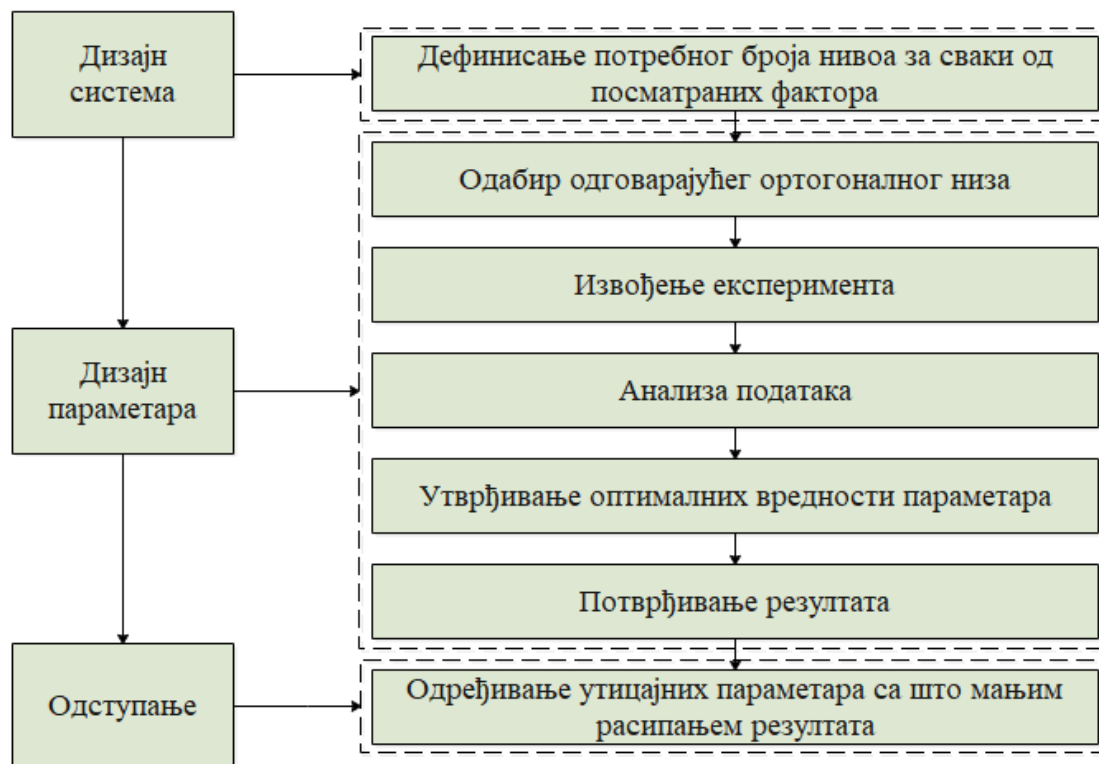 Дизајн
система
Дефинисање потребног броја нивоа за сваки од
посматраних фактора
Одабир одговарајућег ортогоналног низа
Извођење експеримента
Дизајн
параметара
Анализа података
Утврђивање оптималних вредности параметара
Потврђивање резултата
Одступање
Одређивање утицајних параметара са што мањим
расипањем резултата